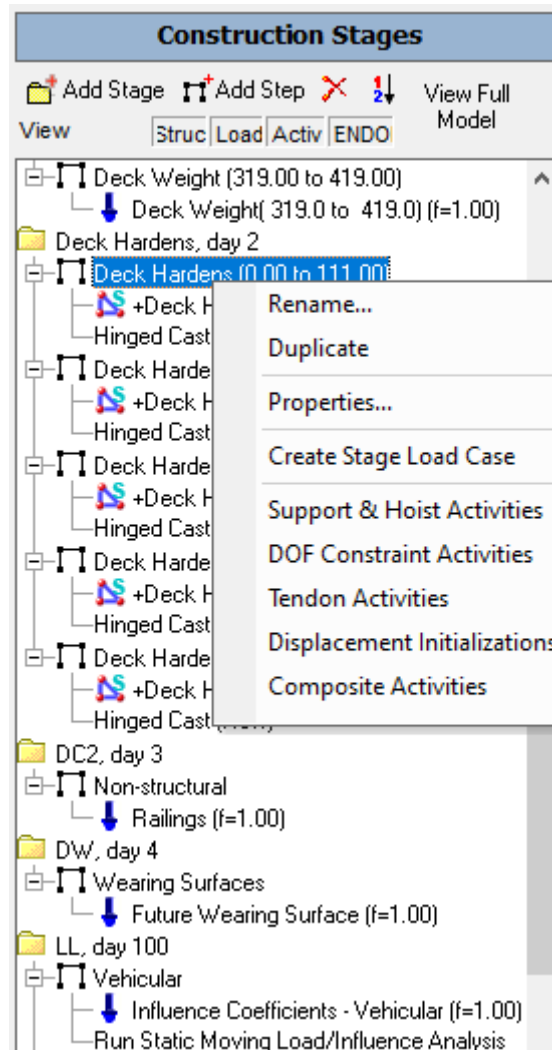 Construction Stages
Add Stage Add Step View Full Model
View Struc Load Activ ENDO
Deck Weight (319.00 to 419.00)
Deck Weight( 319.0 to 419.0) (f=1.00)
Deck Hardens, day 2
Deck Hardens (0.00 to 111.00)
+Deck H
Hinged Cast
Deck Harde
+Deck H
Hinged Cast
Deck Harde
+Deck H
Hinged Cast
Deck Harde
+Deck H
Hinged Cast
Deck Harde
+Deck H
Hinged Cast
Rename...
Duplicate
Properties...
Create Stage Load Case
Support & Hoist Activities
DOF Constraint Activities
Tendon Activities
Displacement Initializations
Composite Activities
DC2, day 3
Non-structural
Railings (f=1.00)
DW, day 4
Wearing Surfaces
Future Wearing Surface (f=1.00)
LL, day 100
Vehicular
Influence Coefficients - Vehicular (f=1.00)
Run Static Moving Load/Influence Analysis